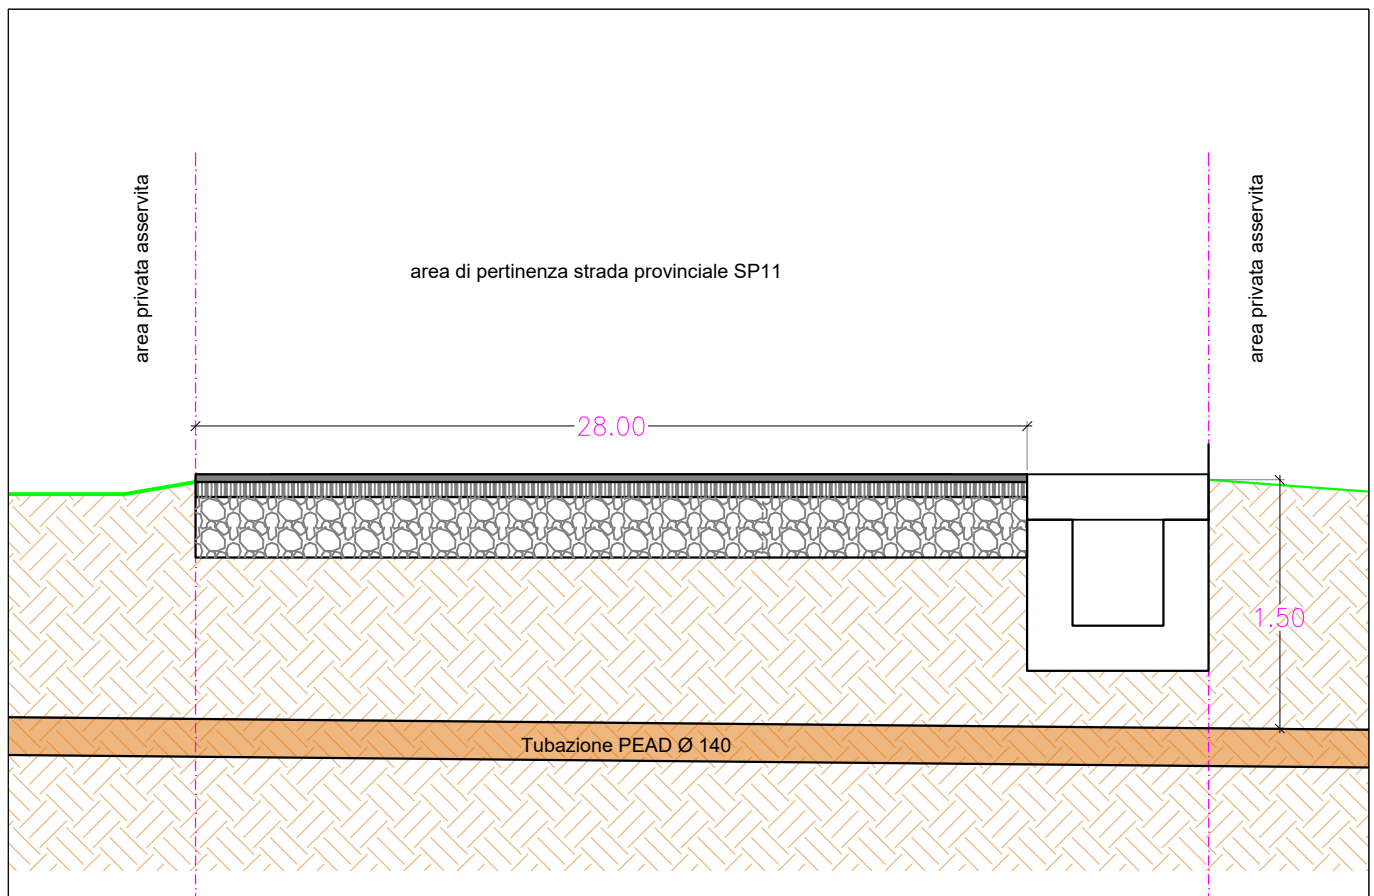 area privata asservita
area di pertinenza strada provinciale SP11
area privata asservita
28.00
1.50
Tubazione PEAD Ø 140